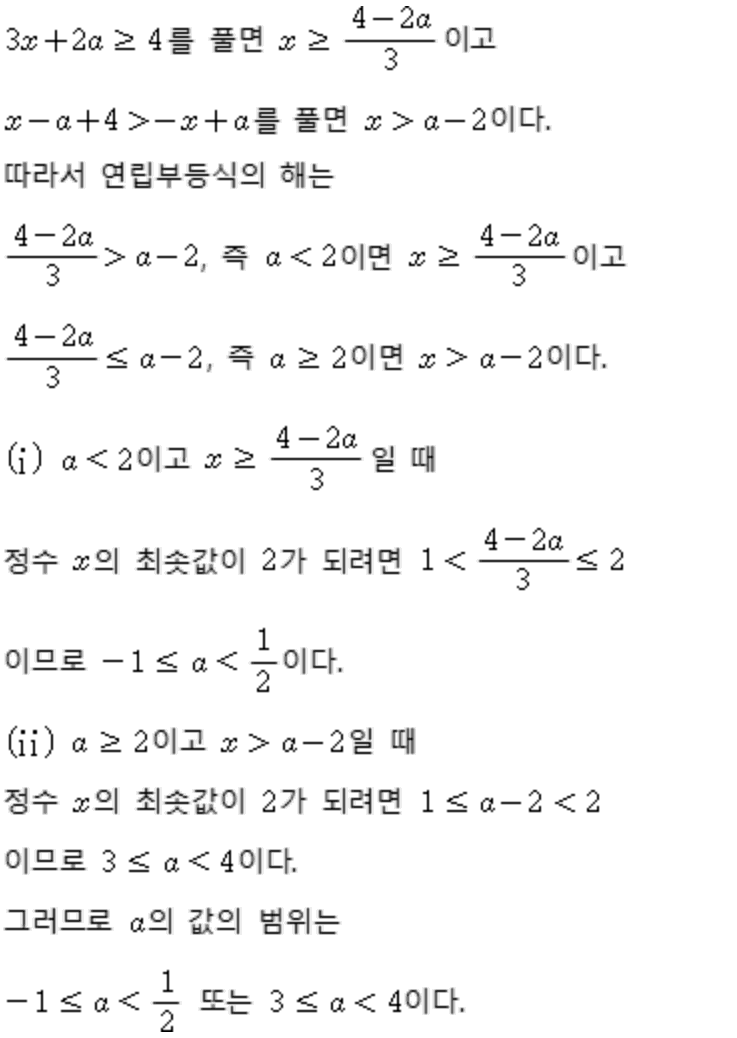 3x+2a ≥ 4를 풀면 x ≥ (4-2a)/3 이고
x-a+4>-x+a를 풀면 x > a-2이다.
따라서 연립부등식의 해는
(4-2a)/3 > a-2, 즉 a < 2이면 x ≥ (4-2a)/3 이고
(4-2a)/3 ≤ a-2, 즉 a ≥ 2이면 x > a-2이다.
(i) a < 2이고 x ≥ (4-2a)/3 일 때
정수 x의 최솟값이 2가 되려면 1 < (4-2a)/3 ≤ 2
이므로 -1 ≤ a < 1/2 이다.
(ii) a ≥ 2이고 x > a-2일 때
정수 x의 최솟값이 2가 되려면 1 ≤ a-2 < 2
이므로 3 ≤ a < 4이다.
그러므로 a의 값의 범위는
-1 ≤ a < 1/2 또는 3 ≤ a < 4이다.